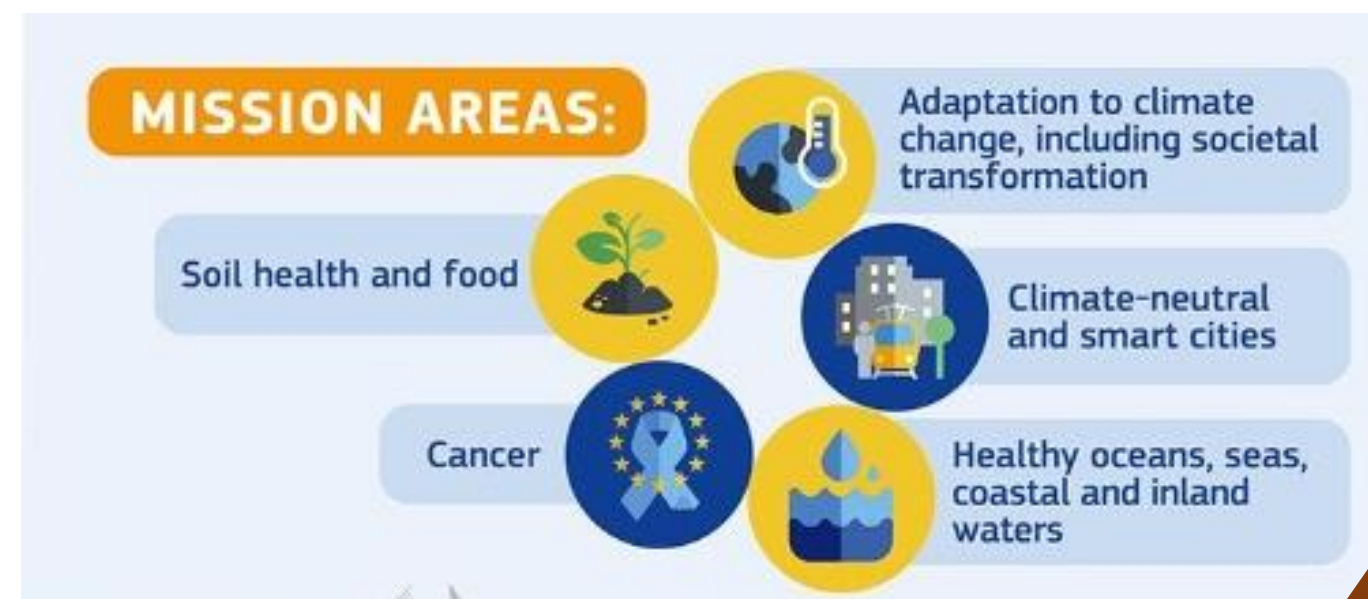 MISSION AREAS:
Adaptation to climate
change, including societal
transformation
Soil health and food
Climate-neutral
and smart cities
Cancer
Healthy oceans, seas,
coastal and inland
waters